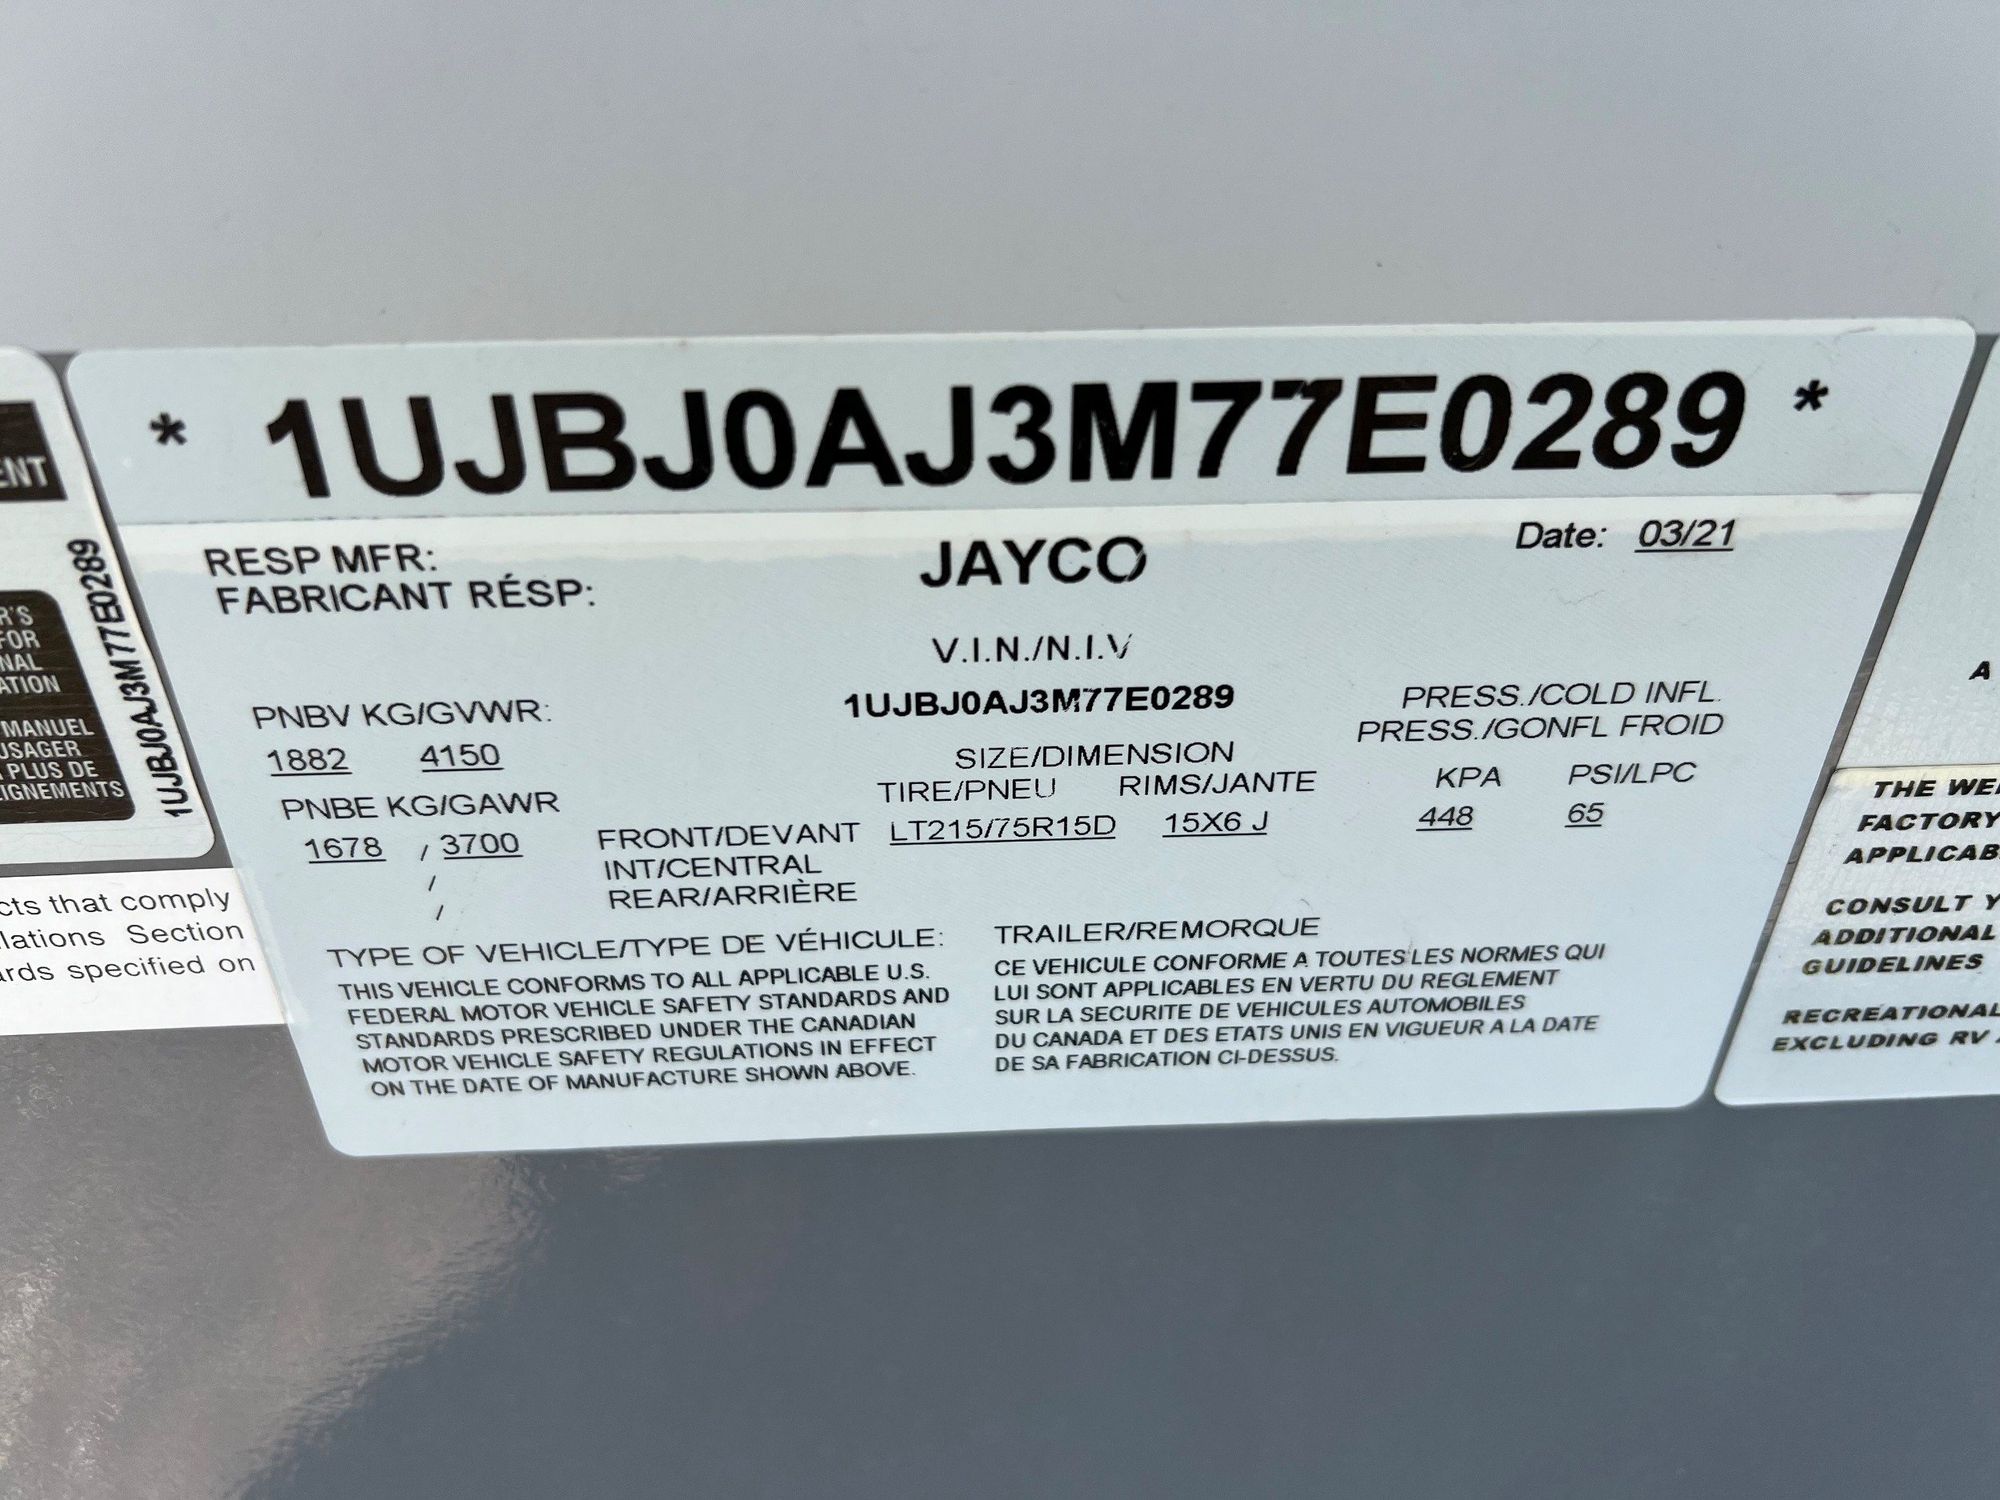 * 1UJBJ0AJ3M77E0289 *
RESP MFR:
FABRICANT RÉSP:
JAYCO
Date: 03/21
V.I.N./N.I.V
1UJBJ0AJ3M77E0289
PNBV KG/GVWR:
1882 4150
PNBE KG/GAWR
1678 / 3700
/
/
SIZE/DIMENSION
TIRE/PNEU RIMS/JANTE
PRESS./COLD INFL.
PRESS./GONFL FROID
KPA PSI/LPC
FRONT/DEVANT LT215/75R15D 15X6 J 448 65
INT/CENTRAL
REAR/ARRIÈRE
TYPE OF VEHICLE/TYPE DE VÉHICULE: TRAILER/REMORQUE
THIS VEHICLE CONFORMS TO ALL APPLICABLE U.S.
FEDERAL MOTOR VEHICLE SAFETY STANDARDS AND
STANDARDS PRESCRIBED UNDER THE CANADIAN
MOTOR VEHICLE SAFETY REGULATIONS IN EFFECT
ON THE DATE OF MANUFACTURE SHOWN ABOVE.
CE VEHICULE CONFORME A TOUTES LES NORMES QUI
LUI SONT APPLICABLES EN VERTU DU REGLEMENT
SUR LA SECURITE DE VEHICULES AUTOMOBILES
DU CANADA ET DES ETATS UNIS EN VIGUEUR A LA DATE
DE SA FABRICATION CI-DESSUS.
ENT
R'S
FOR
NAL
ATION
MANUEL
USAGER
PLUS DE
IGNEMENTS
1UJBJ0AJ3M77E0289
cts that comply
lations Section
rds specified on
A
THE WEI
FACTORY
APPLICAB
CONSULT Y
ADDITIONAL
GUIDELINES
RECREATIONAL
EXCLUDING RV